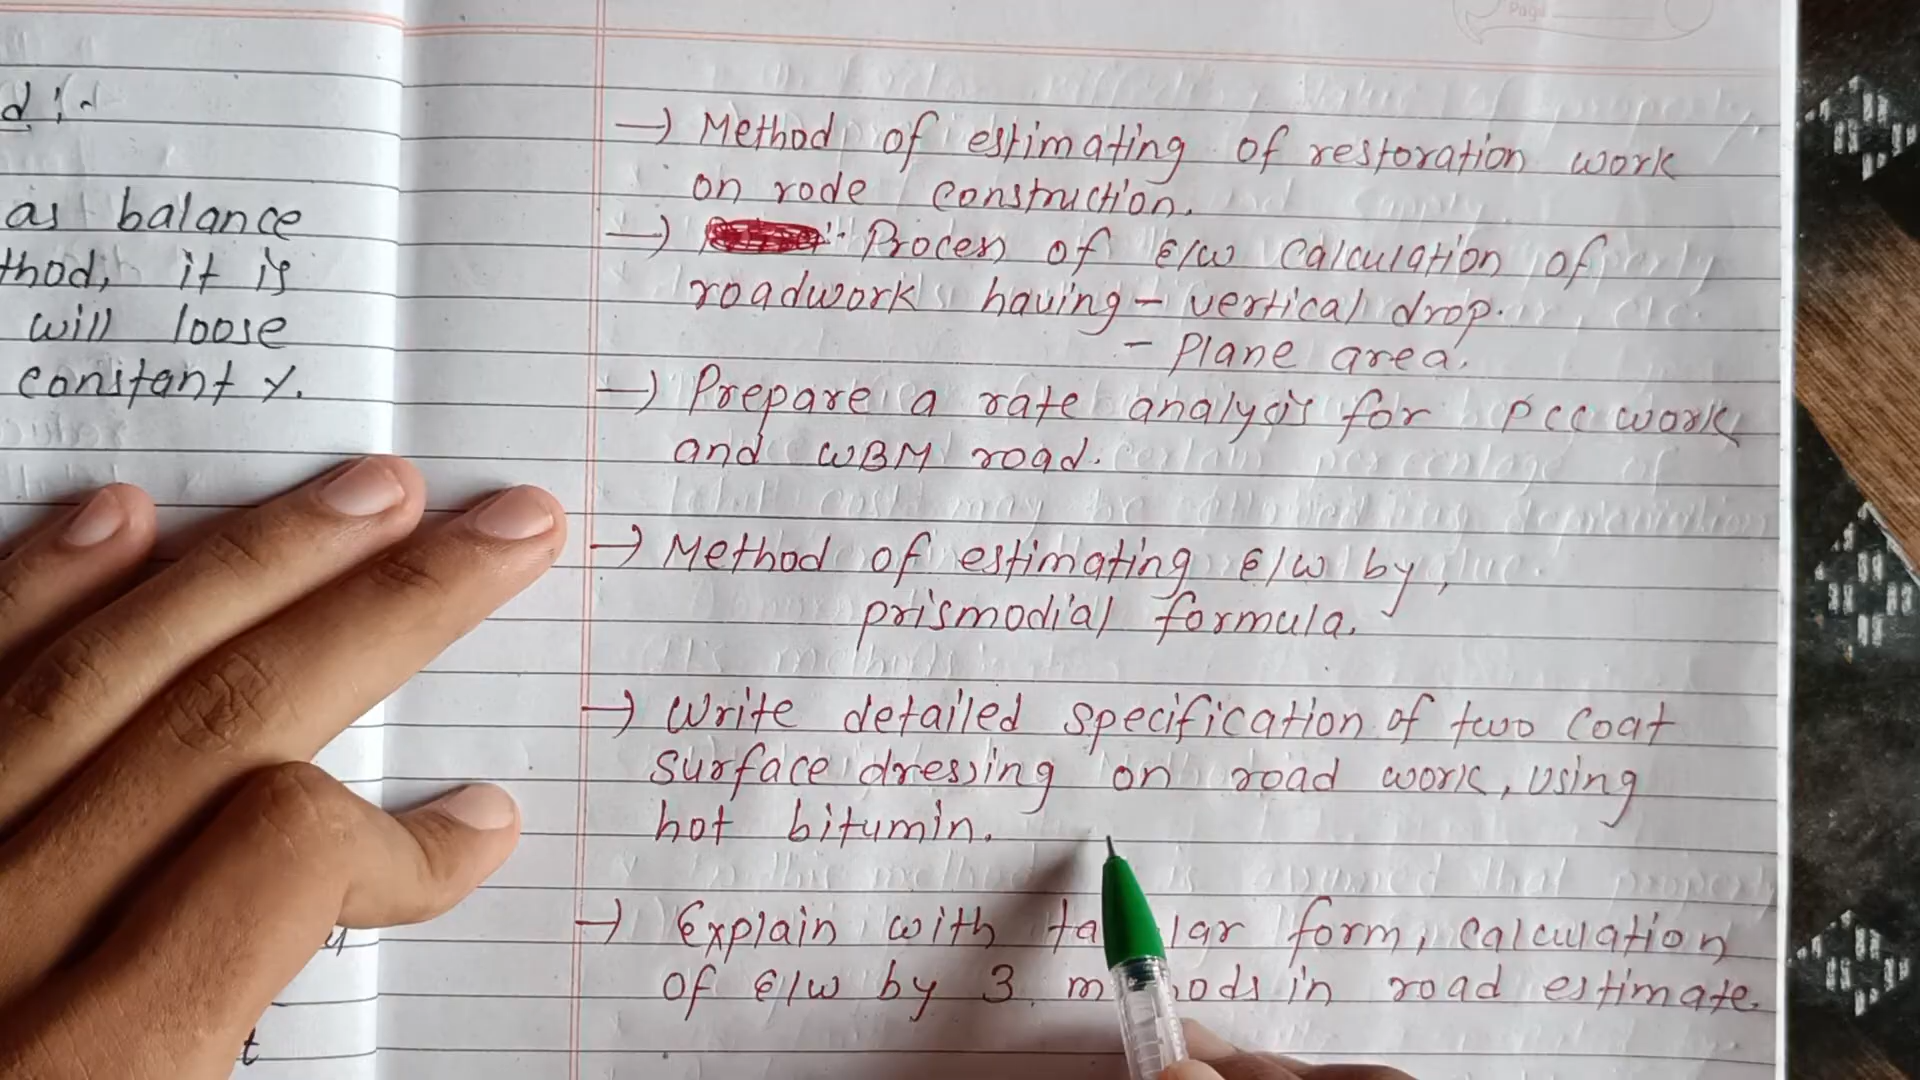 Page
d :-
as balance
thod, it is
will loose
constant %.
→ Method of estimating of restoration work
on rode construction.
→ Process of E/W calculation of
roadwork having - vertical drop.
- Plane area.
→ Prepare a rate analysis for PCC work
and WBM road.
→ Method of estimating E/W by,
prismodial formula.
→ Write detailed specification of two coat
surface dressing on road work, using
hot bitumin.
→ Explain with form, calculation
of E/W by 3 in road estimate.
t